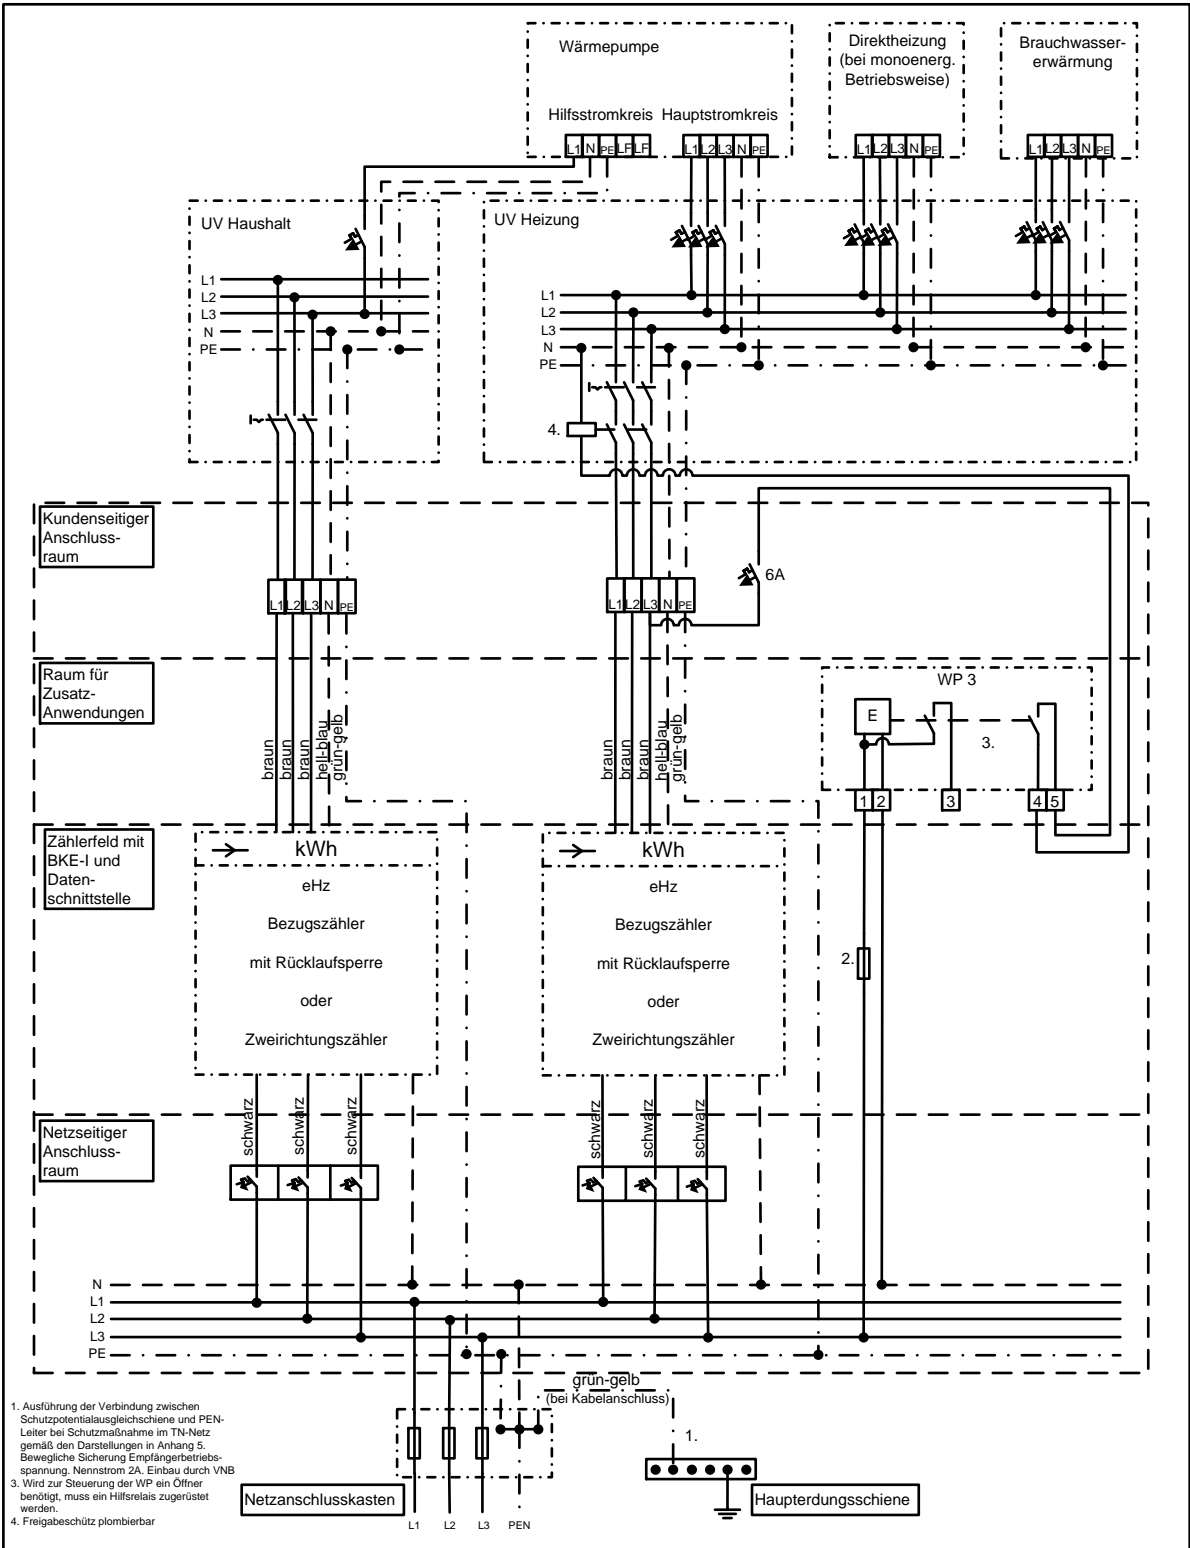 Wärmepumpe
Direktheizung
(bei monoenerg.
Betriebsweise)
Brauchwasser-
erwärmung
Hilfsstromkreis Hauptstromkreis
L1 N PE LF LF
L1 L2 L3 N PE
L1 L2 L3 N PE
L1 L2 L3 N PE
UV Haushalt
L1
L2
L3
N
PE
UV Heizung
L1
L2
L3
N
PE
4.
Kundenseitiger
Anschluss-
raum
6A
L1 L2 L3 N PE
L1 L2 L3 N PE
Raum für
Zusatz-
Anwendungen
braun
braun
braun
hell-blau
grün-gelb
braun
braun
braun
hell-blau
grün-gelb
WP 3
E
3.
1 2 3 4 5
Zählerfeld mit
BKE-I und
Daten-
schnittstelle
kWh
eHz
Bezugszähler
mit Rücklaufsperre
oder
Zweirichtungszähler
kWh
eHz
Bezugszähler
mit Rücklaufsperre
oder
Zweirichtungszähler
2.
Netzseitiger
Anschluss-
raum
schwarz
schwarz
schwarz
schwarz
schwarz
schwarz
N
L1
L2
L3
PE
grün-gelb
(bei Kabelanschluss)
1.
1. Ausführung der Verbindung zwischen
Schutzpotentialausgleichschiene und PEN-
Leiter bei Schutzmaßnahme im TN-Netz
gemäß den Darstellungen in Anhang 5.
Bewegliche Sicherung Empfängerbetriebs-
spannung. Nennstrom 2A. Einbau durch VNB
3. Wird zur Steuerung der WP ein Öffner
benötigt, muss ein Hilfsrelais zugerüstet
werden.
4. Freigabeschütz plombierbar
Netzanschlusskasten
L1 L2 L3 PEN
Haupterdungsschiene